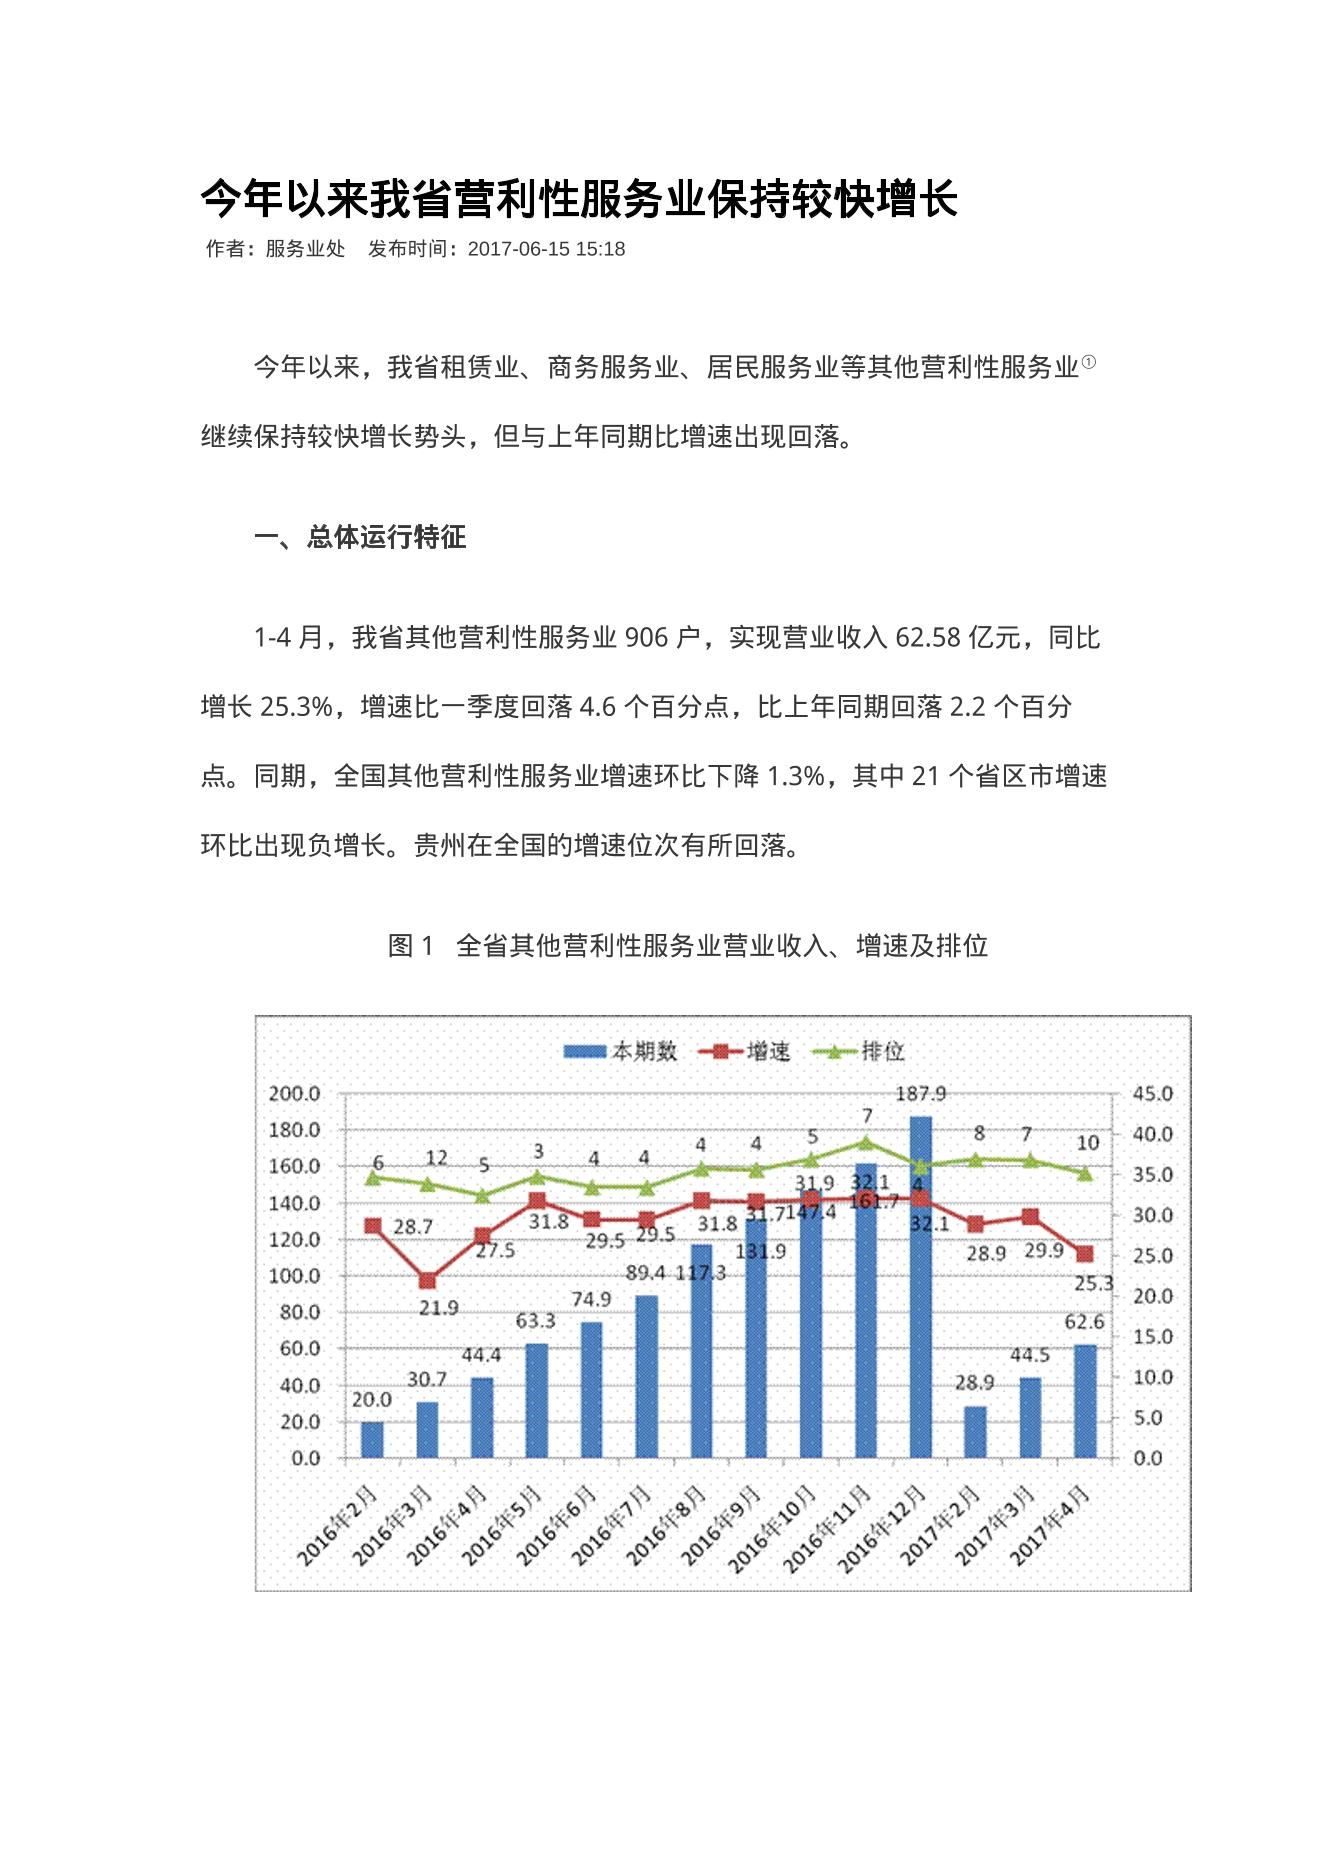 今年以来我省营利性服务业保持较快增长
作者：服务业处 发布时间：2017-06-15 15:18
今年以来，我省租赁业、商务服务业、居民服务业等其他营利性服务业①
继续保持较快增长势头，但与上年同期比增速出现回落。
一、总体运行特征
1-4 月，我省其他营利性服务业 906 户，实现营业收入 62.58 亿元，同比
增长 25.3%，增速比一季度回落 4.6 个百分点，比上年同期回落 2.2 个百分
点。同期，全国其他营利性服务业增速环比下降 1.3%，其中 21 个省区市增速
环比出现负增长。贵州在全国的增速位次有所回落。
图 1 全省其他营利性服务业营业收入、增速及排位
本期数 增速 排位
200.0
180.0
160.0
140.0
120.0
100.0
80.0
60.0
40.0
20.0
0.0
45.0
40.0
35.0
30.0
25.0
20.0
15.0
10.0
5.0
0.0
6 12 5 3 4 4 4 4 5 7 4 8 7 10
28.7 21.9 27.5 31.8 29.5 29.5 31.8 31.7 31.9 32.1 32.1 28.9 29.9 25.3
20.0 30.7 44.4 63.3 74.9 89.4 117.3 131.9 147.4 161.7 187.9 28.9 44.5 62.6
2016年2月
2016年3月
2016年4月
2016年5月
2016年6月
2016年7月
2016年8月
2016年9月
2016年10月
2016年11月
2016年12月
2017年2月
2017年3月
2017年4月